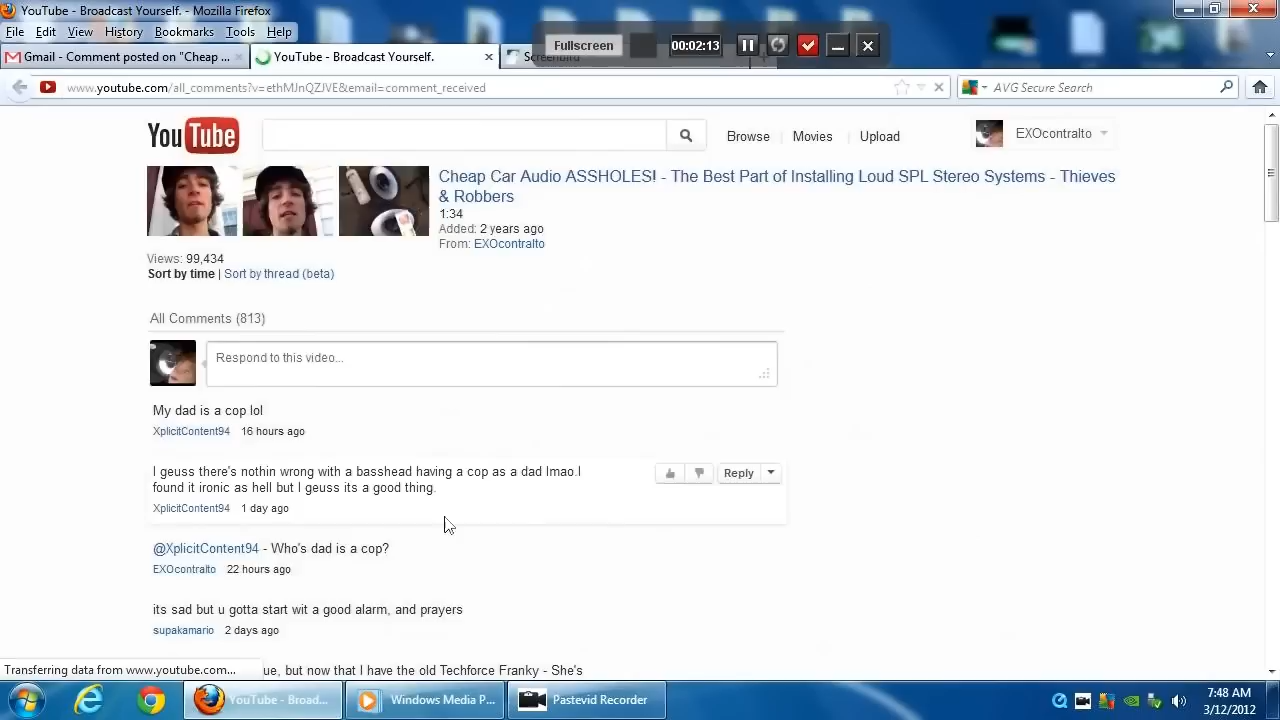 YouTube - Broadcast Yourself. - Mozilla Firefox
File Edit View History Bookmarks Tools Help
Fullscreen 00:02:13
Gmail - Comment posted on "Cheap ... YouTube - Broadcast Yourself. Screenbird
www.youtube.com/all_comments? &email=comment_received AVG Secure Search
YouTube Browse Movies Upload EXOcontralto
Cheap Car Audio ASSHOLES! - The Best Part of Installing Loud SPL Stereo Systems - Thieves
& Robbers
1:34
Added: 2 years ago
From: EXOcontralto
Views: 99,434
Sort by time | Sort by thread (beta)
All Comments (813)
Respond to this video...
My dad is a cop lol
XplicitContent94 16 hours ago
I geuss there's nothin wrong with a basshead having a cop as a dad lmao.I
found it ironic as hell but I geuss its a good thing.
Reply
XplicitContent94 1 day ago
@XplicitContent94 - Who's dad is a cop?
EXOcontralto 22 hours ago
its sad but u gotta start wit a good alarm, and prayers
supakamario 2 days ago
Transferring data from www.youtube.com... ue, but now that I have the old Techforce Franky - She's
YouTube - Broad... Windows Media P... Pastevid Recorder
7:48 AM
3/12/2012